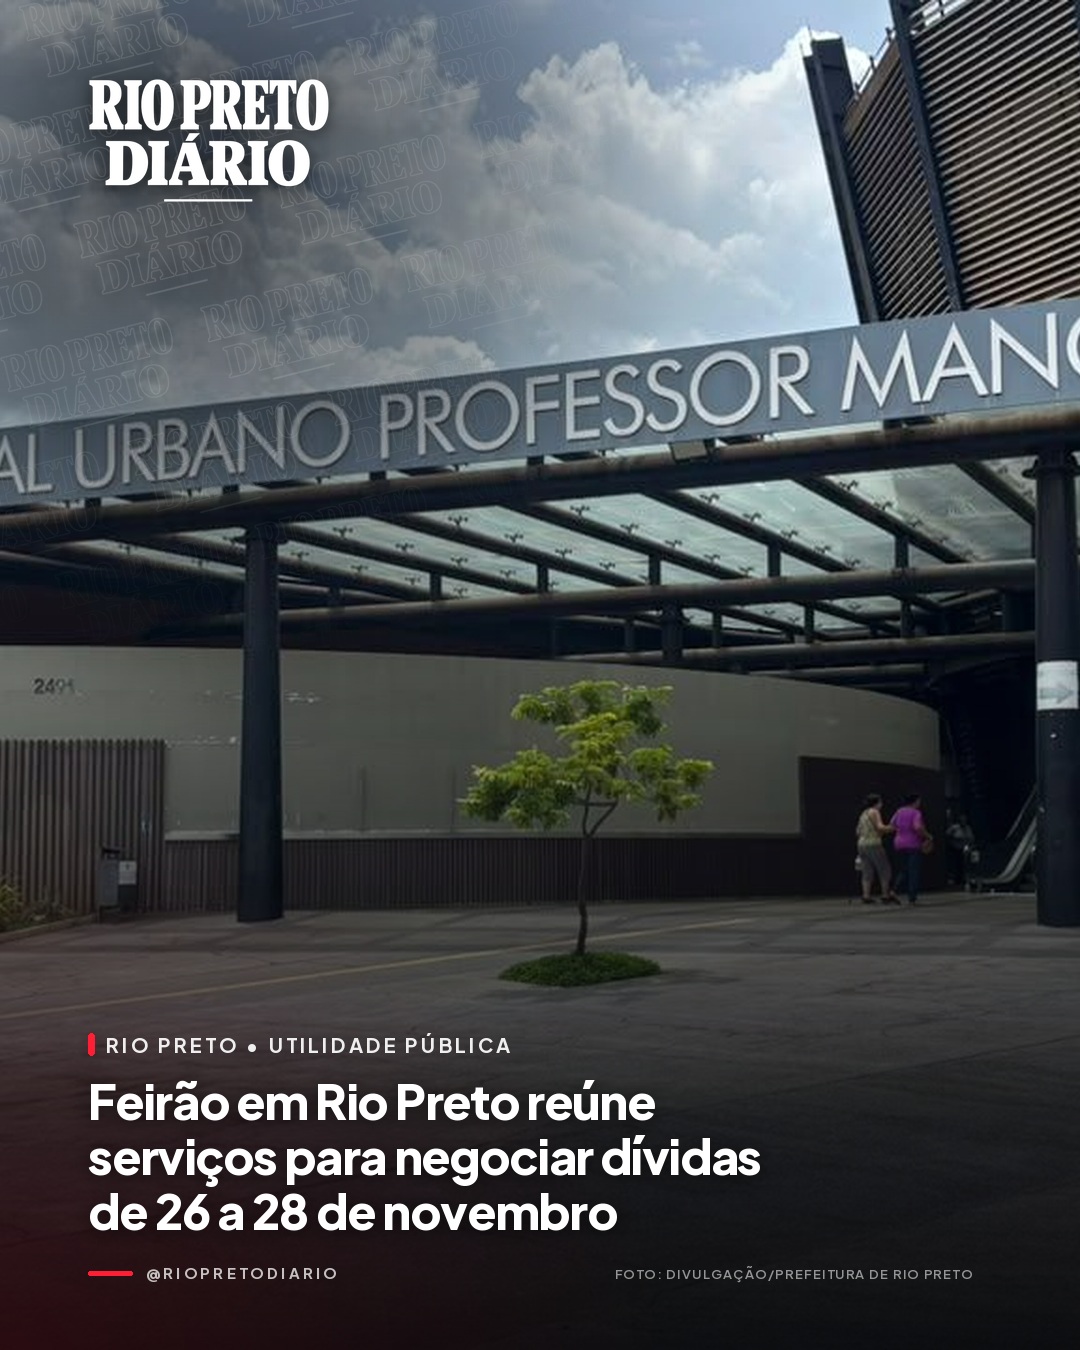 RIO PRETO
DIÁRIO
AL URBANO PROFESSOR MANO
2491
RIO PRETO • UTILIDADE PÚBLICA
Feirão em Rio Preto reúne
serviços para negociar dívidas
de 26 a 28 de novembro
@RIOPRETODIARIO
FOTO: DIVULGAÇÃO/PREFEITURA DE RIO PRETO